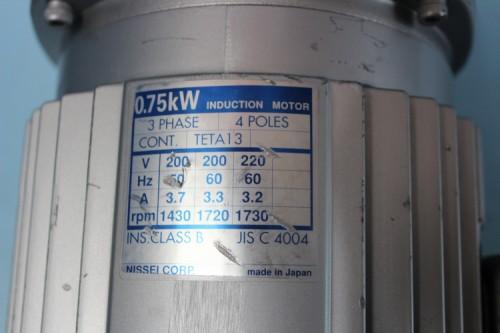 0.75kW INDUCTION MOTOR
3 PHASE 4 POLES
CONT. TETA13
V 200 200 220
Hz 50 60 60
A 3.7 3.3 3.2
rpm 1430 1720 1730
INS.CLASS B JIS C 4004
NISSEI CORP. made in Japan